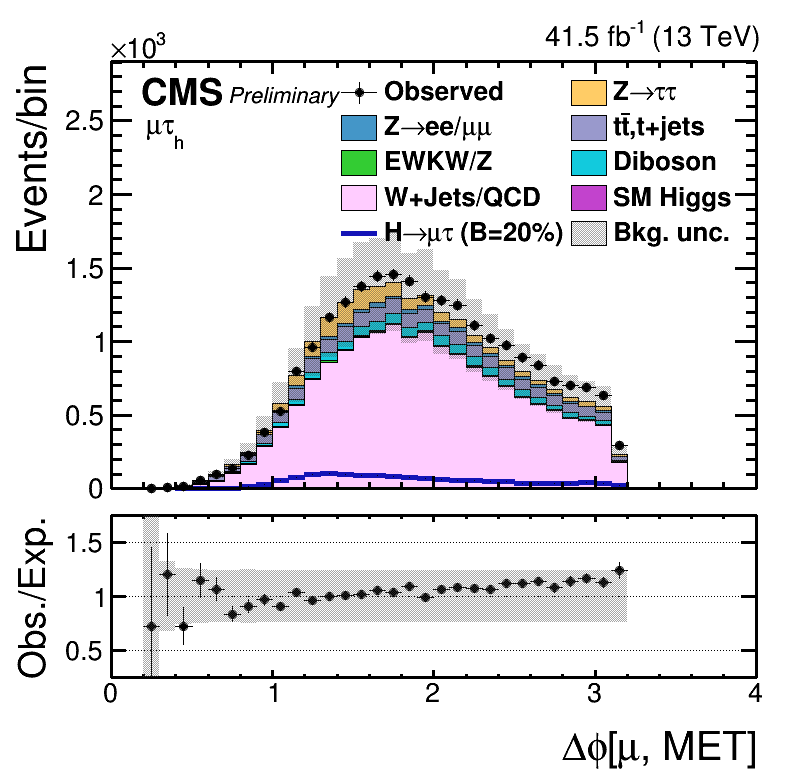 ×10³ 41.5 fb⁻¹ (13 TeV)
CMS Preliminary
μτₕ
Observed Z→ττ
Z→ee/μμ tt̄,t+jets
EWKW/Z Diboson
W+Jets/QCD SM Higgs
H→μτ (B=20%) Bkg. unc.
Events/bin
2.5
2
1.5
1
0.5
0
Obs./Exp.
1.5
1
0.5
0 1 2 3 4
Δϕ[μ, MET]